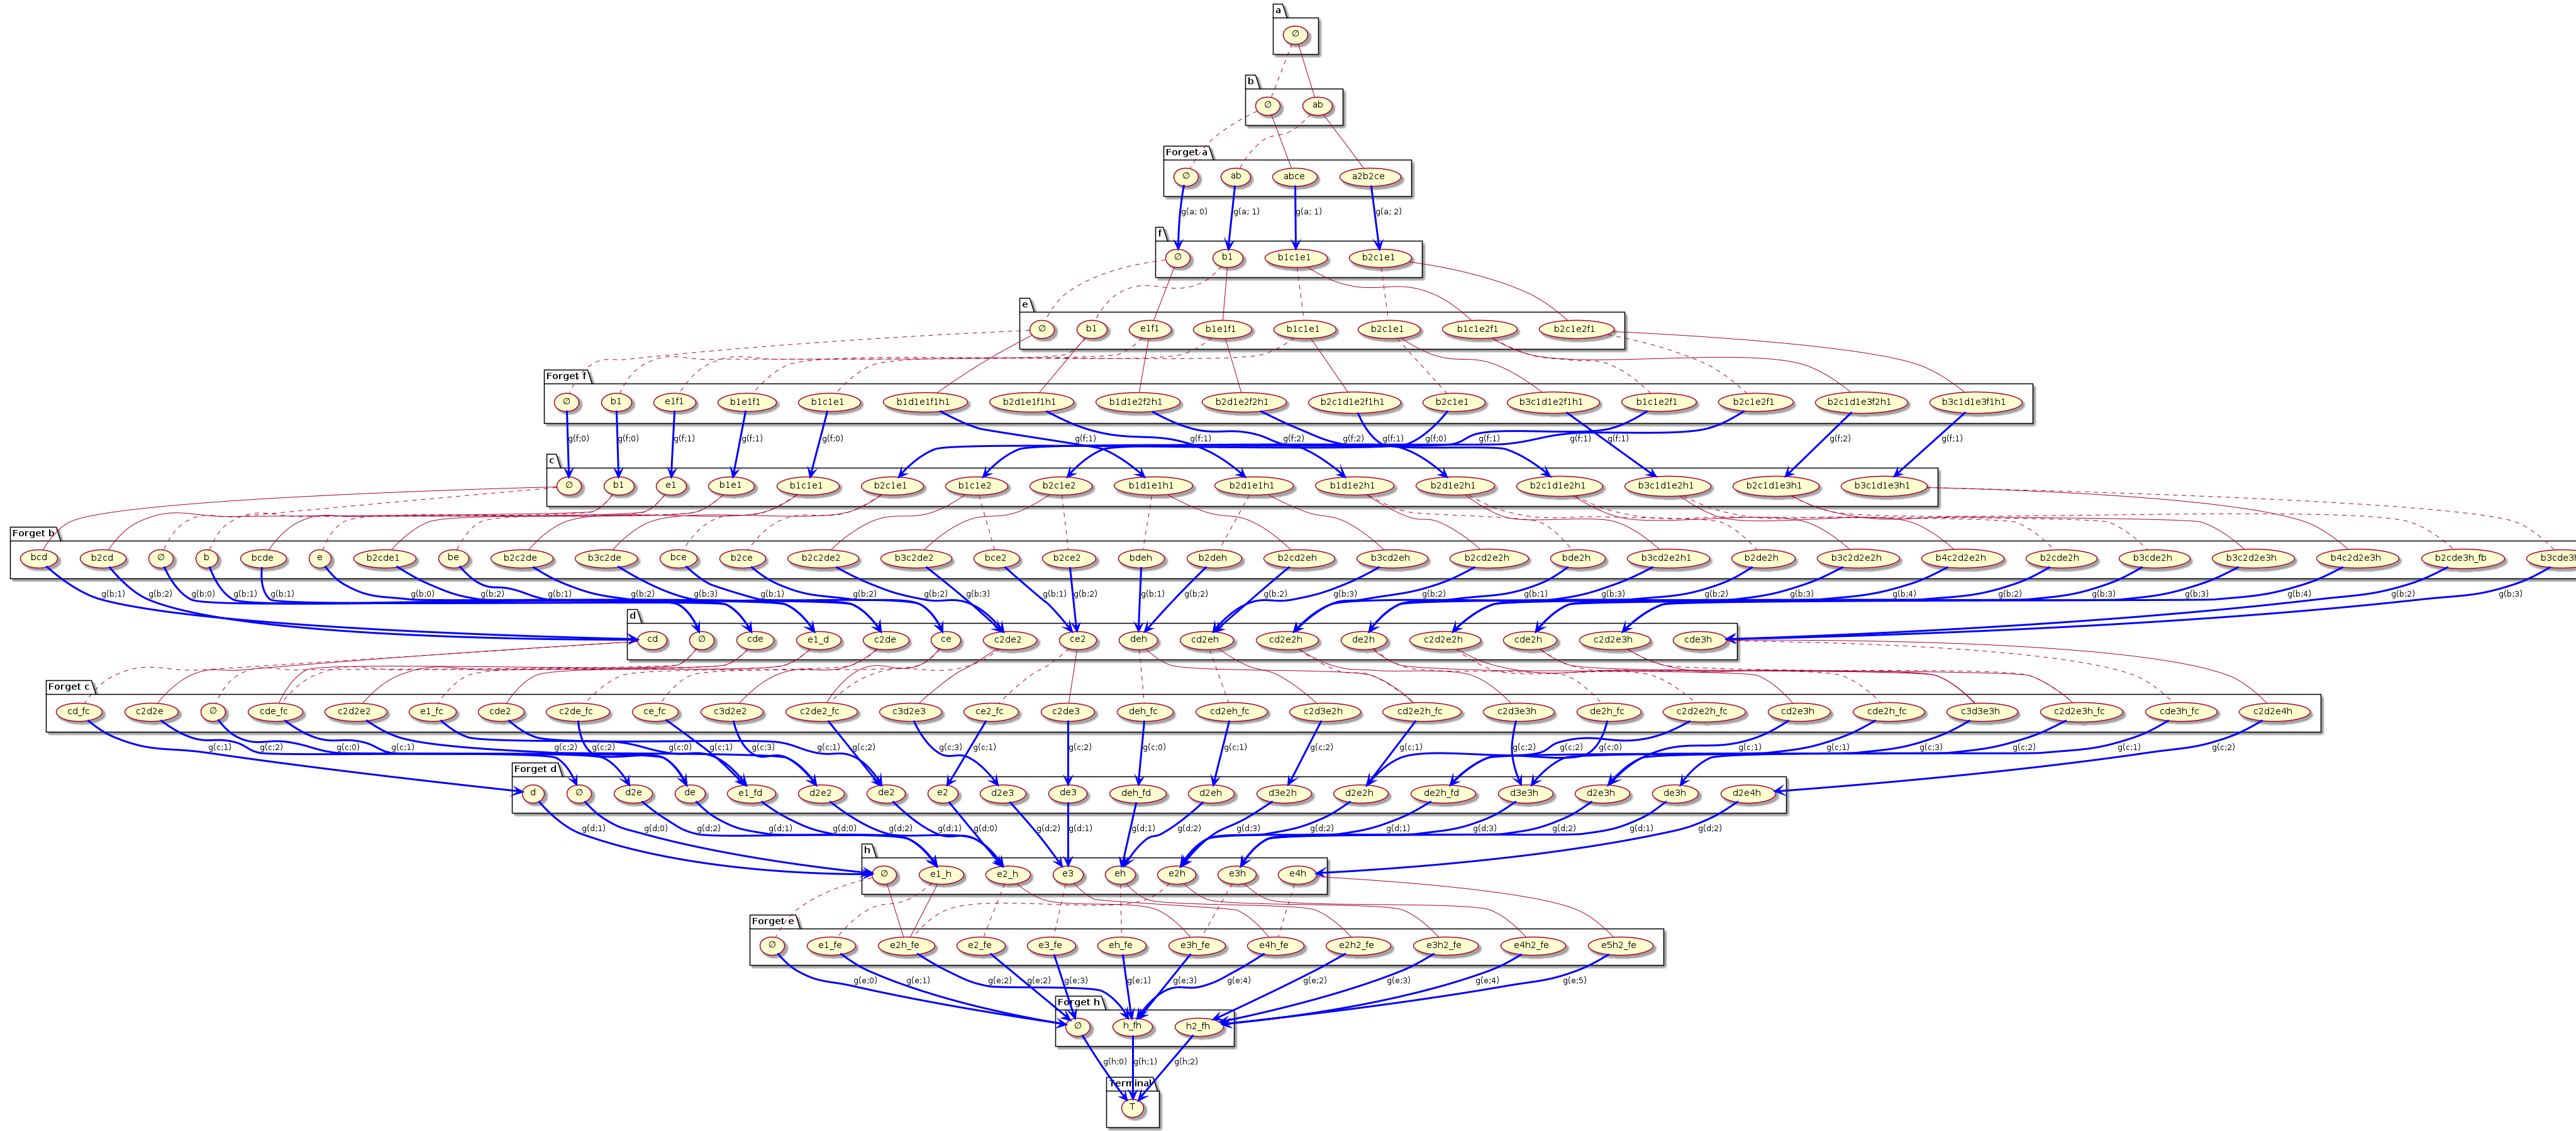 a
∅
b
∅ ab
Forget a
∅ ab abce a2b2ce
g(a; 0) g(a; 1) g(a; 1) g(a; 2)
f
∅ b1 b1c1e1 b2c1e1
e
∅ b1 e1f1 b1e1f1 b1c1e1 b2c1e1 b1c1e2f1 b2c1e2f1
Forget f
∅ b1 e1f1 b1e1f1 b1c1e1 b1d1e1f1h1 b2d1e1f1h1 b1d1e2f2h1 b2d1e2f2h1 b2c1d1e2f1h1 b2c1e1 b3c1d1e2f1h1 b1c1e2f1 b2c1e2f1 b2c1d1e3f2h1 b3c1d1e3f1h1
g(f;0) g(f;0) g(f;1) g(f;1) g(f;0) g(f;1) g(f;1) g(f;2) g(f;2) g(f;1) g(f;0) g(f;1) g(f;1) g(f;1) g(f;2) g(f;1)
c
∅ b1 e1 b1e1 b1c1e1 b2c1e1 b1c1e2 b2c1e2 b1d1e1h1 b2d1e1h1 b1d1e2h1 b2d1e2h1 b2c1d1e2h1 b3c1d1e2h1 b2c1d1e3h1 b3c1d1e3h1
Forget b
bcd b2cd ∅ b bcde e b2cde1 be b2c2de b3c2de bce b2ce b2c2de2 b3c2de2 bce2 b2ce2 bdeh b2deh b2cd2eh b3cd2eh b2cd2e2h bde2h b3cd2e2h1 b2de2h b3c2d2e2h b4c2d2e2h b2cde2h b3cde2h b3c2d2e3h b4c2d2e3h b2cde3h_fb
g(b;1) g(b;2) g(b;0) g(b;1) g(b;1) g(b;0) g(b;2) g(b;1) g(b;2) g(b;3) g(b;1) g(b;2) g(b;2) g(b;3) g(b;1) g(b;2) g(b;1) g(b;2) g(b;2) g(b;3) g(b;2) g(b;1) g(b;3) g(b;2) g(b;3) g(b;4) g(b;2) g(b;3) g(b;3) g(b;4) g(b;2) g(b;3)
d
cd ∅ cde e1_d c2de ce c2de2 ce2 deh cd2eh cd2e2h de2h c2d2e2h cde2h c2d2e3h cde3h
Forget c
cd_fc c2d2e ∅ cde_fc c2d2e2 e1_fc cde2 c2de_fc ce_fc c3d2e2 c2de2_fc c3d2e3 ce2_fc c2de3 deh_fc cd2eh_fc c2d3e2h cd2e2h_fc c2d3e3h de2h_fc c2d2e2h_fc cd2e3h cde2h_fc c3d3e3h c2d2e3h_fc cde3h_fc c2d2e4h
g(c;1) g(c;2) g(c;0) g(c;1) g(c;2) g(c;2) g(c;0) g(c;1) g(c;3) g(c;1) g(c;2) g(c;3) g(c;1) g(c;2) g(c;0) g(c;1) g(c;2) g(c;1) g(c;2) g(c;2) g(c;0) g(c;1) g(c;1) g(c;3) g(c;2) g(c;1) g(c;2)
Forget d
d ∅ d2e de e1_fd d2e2 de2 e2 d2e3 de3 deh_fd d2eh d3e2h d2e2h de2h_fd d3e3h d2e3h de3h d2e4h
g(d;1) g(d;0) g(d;2) g(d;1) g(d;0) g(d;2) g(d;1) g(d;0) g(d;2) g(d;1) g(d;1) g(d;2) g(d;3) g(d;2) g(d;1) g(d;3) g(d;2) g(d;1) g(d;2)
h
∅ e1_h e2_h e3 eh e2h e3h e4h
Forget e
∅ e1_fe e2h_fe e2_fe e3_fe eh_fe e3h_fe e4h_fe e2h2_fe e3h2_fe e4h2_fe e5h2_fe
g(e;0) g(e;1) g(e;2) g(e;2) g(e;3) g(e;1) g(e;3) g(e;4) g(e;2) g(e;3) g(e;4) g(e;5)
Forget h
∅ h_fh h2_fh
g(h;0) g(h;1) g(h;2)
Terminal
T